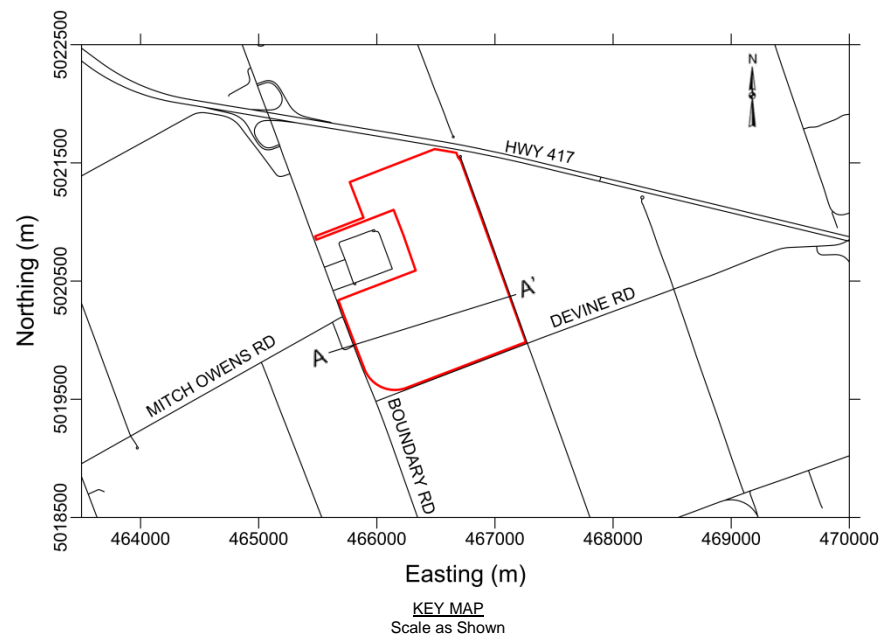 N
HWY 417
A'
DEVINE RD
A
MITCH OWENS RD
BOUNDARY RD
5022500
5021500
5020500
5019500
5018500
Northing (m)
464000 465000 466000 467000 468000 469000 470000
Easting (m)
KEY MAP
Scale as Shown